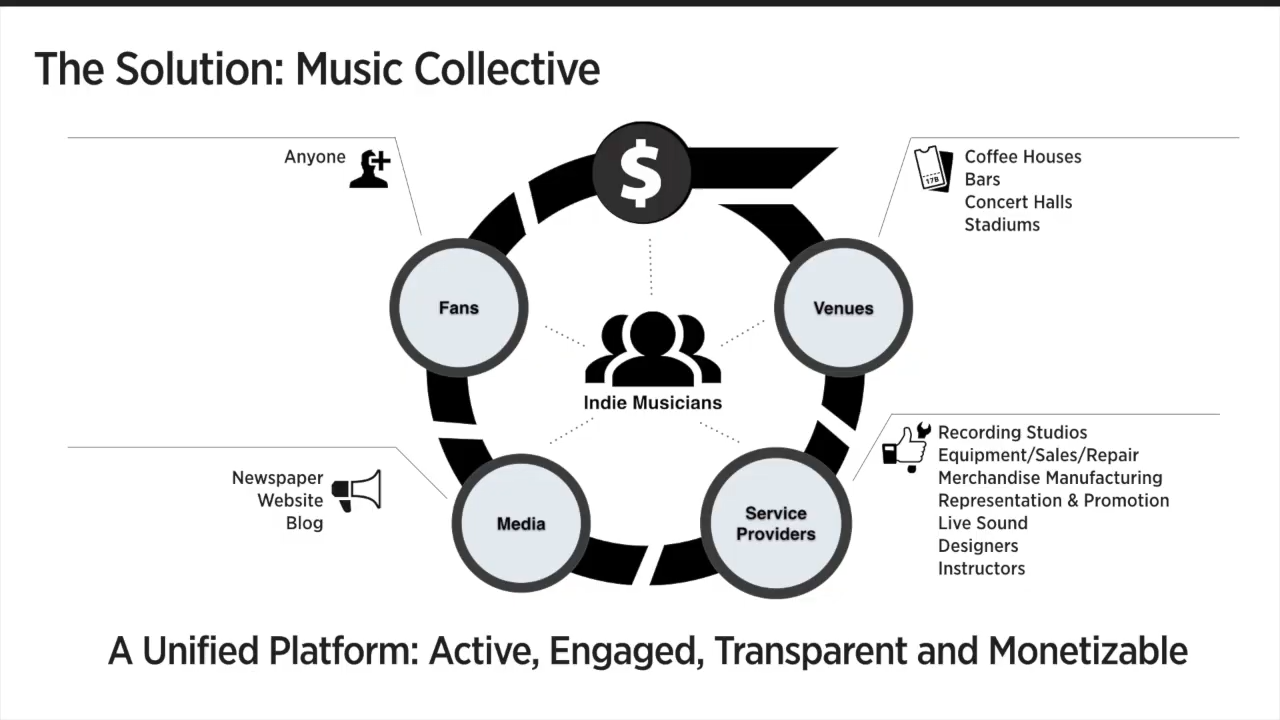 The Solution: Music Collective
Anyone
$
17B
Coffee Houses
Bars
Concert Halls
Stadiums
Fans
Venues
Indie Musicians
Newspaper
Website
Blog
Media
Service
Providers
Recording Studios
Equipment/Sales/Repair
Merchandise Manufacturing
Representation & Promotion
Live Sound
Designers
Instructors
A Unified Platform: Active, Engaged, Transparent and Monetizable